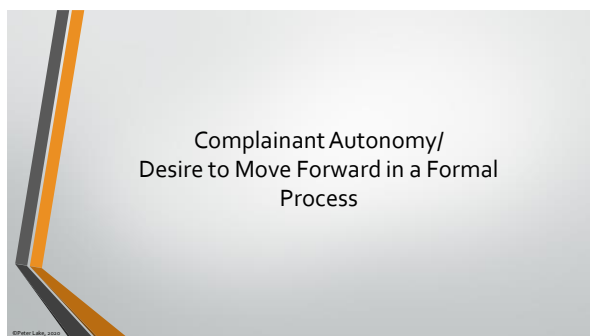 Complainant Autonomy/
Desire to Move Forward in a Formal
Process
©Peter Lake, 2020